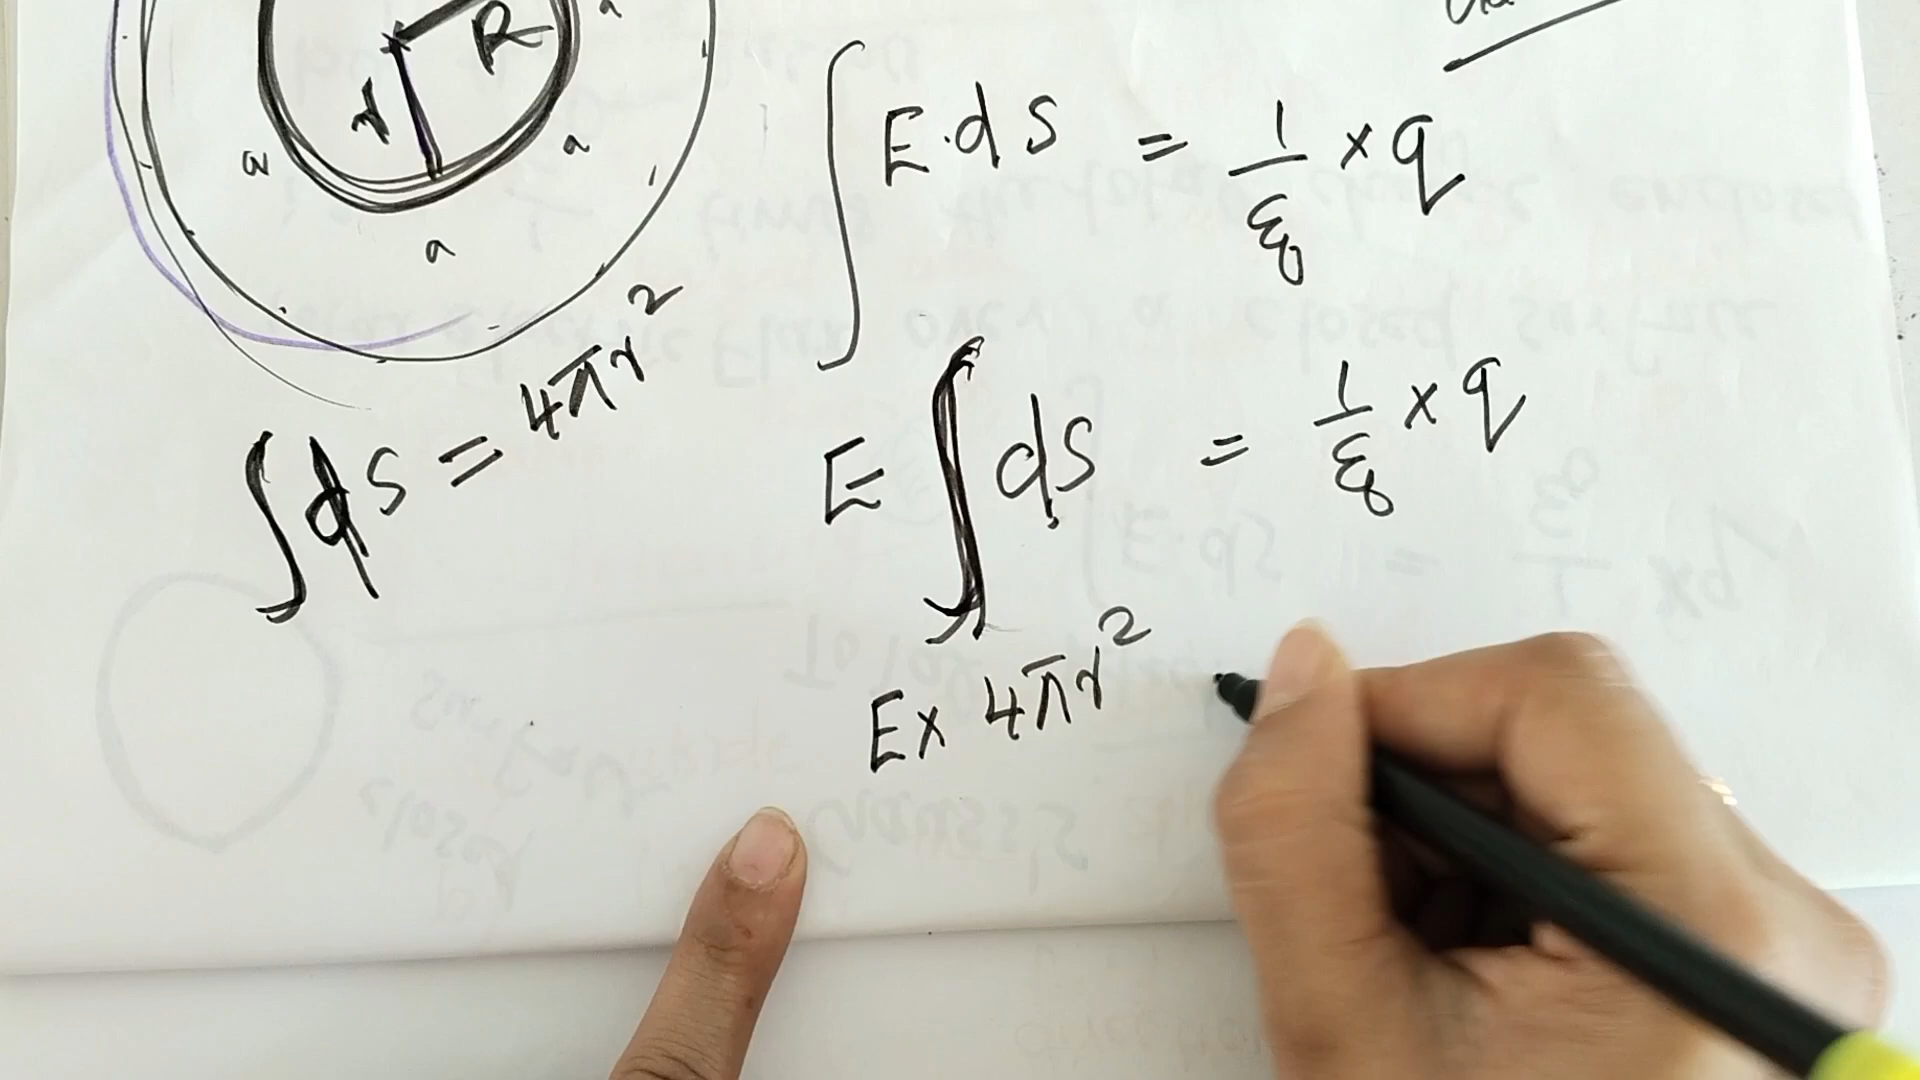 R
r
a
a
a
a
∫ E.ds = 1/ε0 × q
∫ ds = 4πr²
E ∫ ds = 1/ε0 × q
E× 4πr²